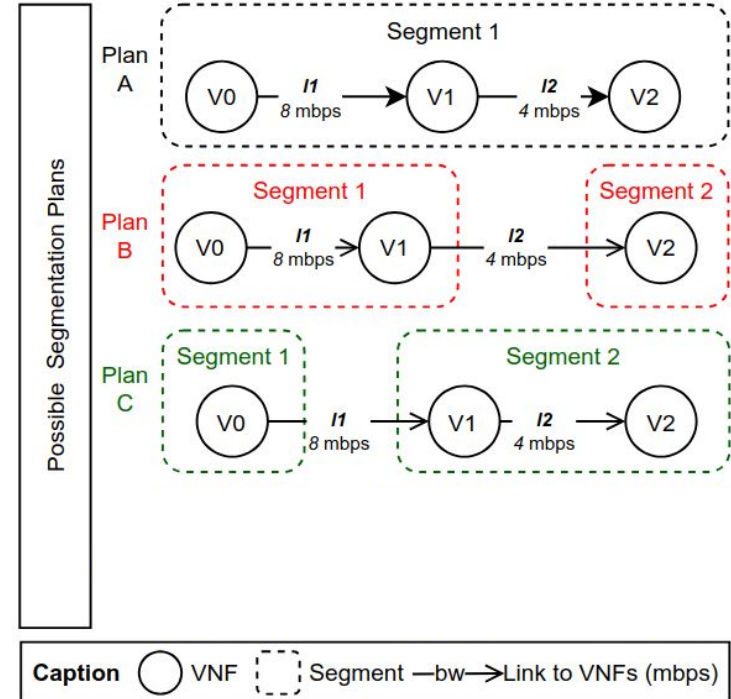 Possible Segmentation Plans
Plan
A
Segment 1
V0
l1
8 mbps
V1
l2
4 mbps
V2
Plan
B
Segment 1
Segment 2
V0
l1
8 mbps
V1
l2
4 mbps
V2
Plan
C
Segment 1
Segment 2
V0
l1
8 mbps
V1
l2
4 mbps
V2
Caption VNF Segment bw Link to VNFs (mbps)